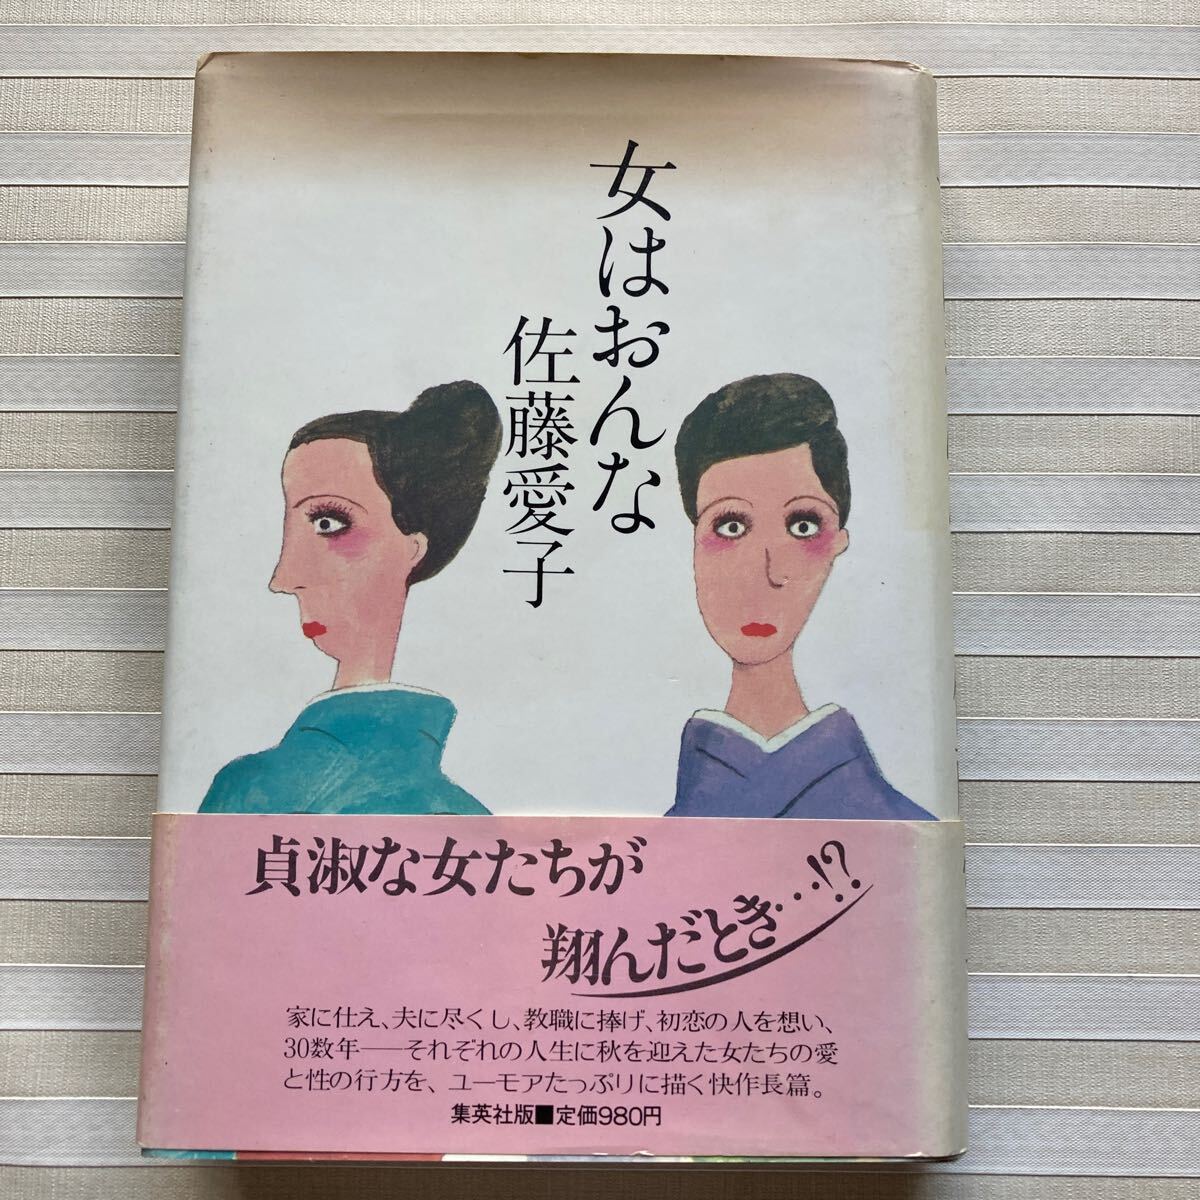 女はおんな
佐藤愛子
貞淑な女たちが
翔んだとき…!?
家に仕え、夫に尽くし、教職に捧げ、初恋の人を想い、
30数年――それぞれの人生に秋を迎えた女たちの愛
と性の行方を、ユーモアたっぷりに描く快作長篇。
集英社版■定価980円